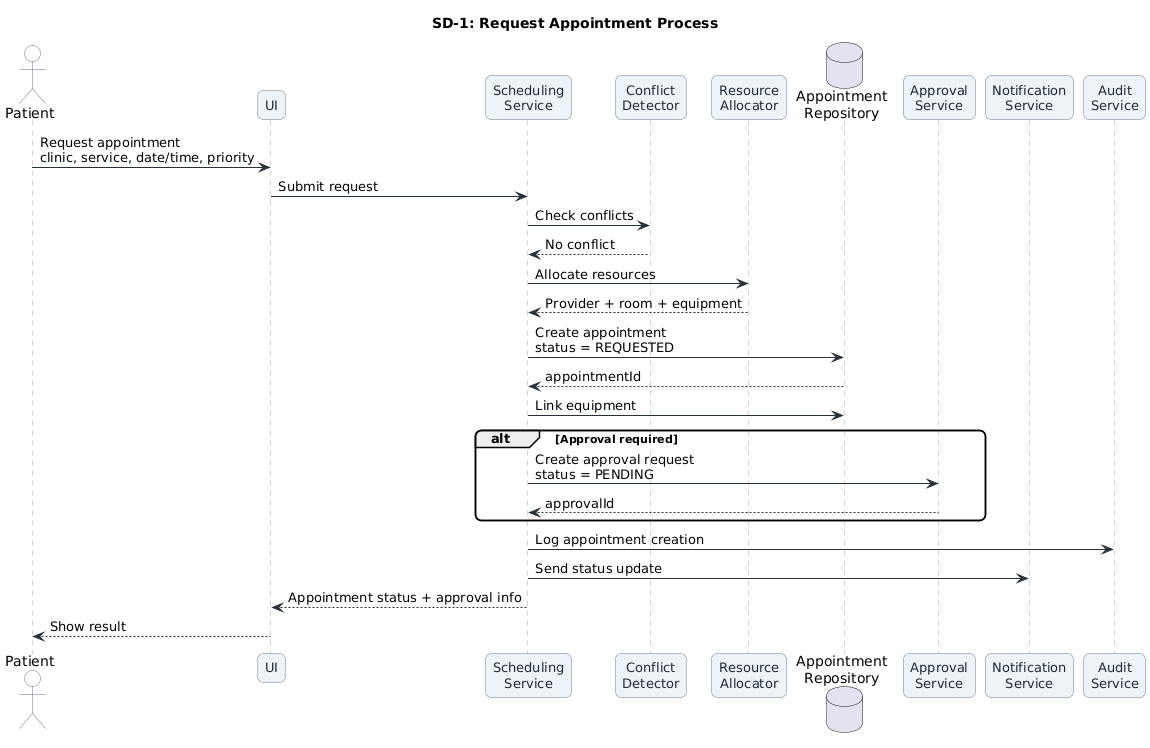 SD-1: Request Appointment Process
Patient
UI
Scheduling
Service
Conflict
Detector
Resource
Allocator
Appointment
Repository
Approval
Service
Notification
Service
Audit
Service
Request appointment
clinic, service, date/time, priority
Submit request
Check conflicts
No conflict
Allocate resources
Provider + room + equipment
Create appointment
status = REQUESTED
appointmentId
Link equipment
alt [Approval required]
Create approval request
status = PENDING
approvalId
Log appointment creation
Send status update
Appointment status + approval info
Show result
Patient
UI
Scheduling
Service
Conflict
Detector
Resource
Allocator
Appointment
Repository
Approval
Service
Notification
Service
Audit
Service